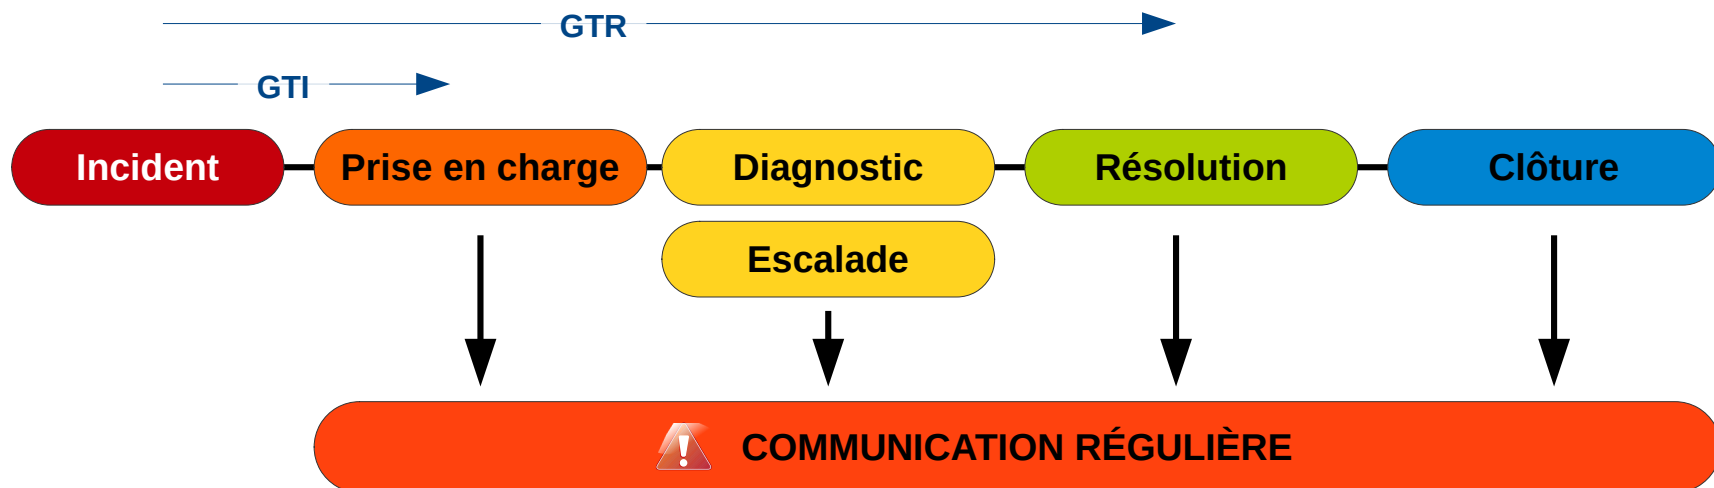 GTR
GTI
Incident
Prise en charge
Diagnostic
Résolution
Clôture
Escalade
COMMUNICATION RÉGULIÈRE